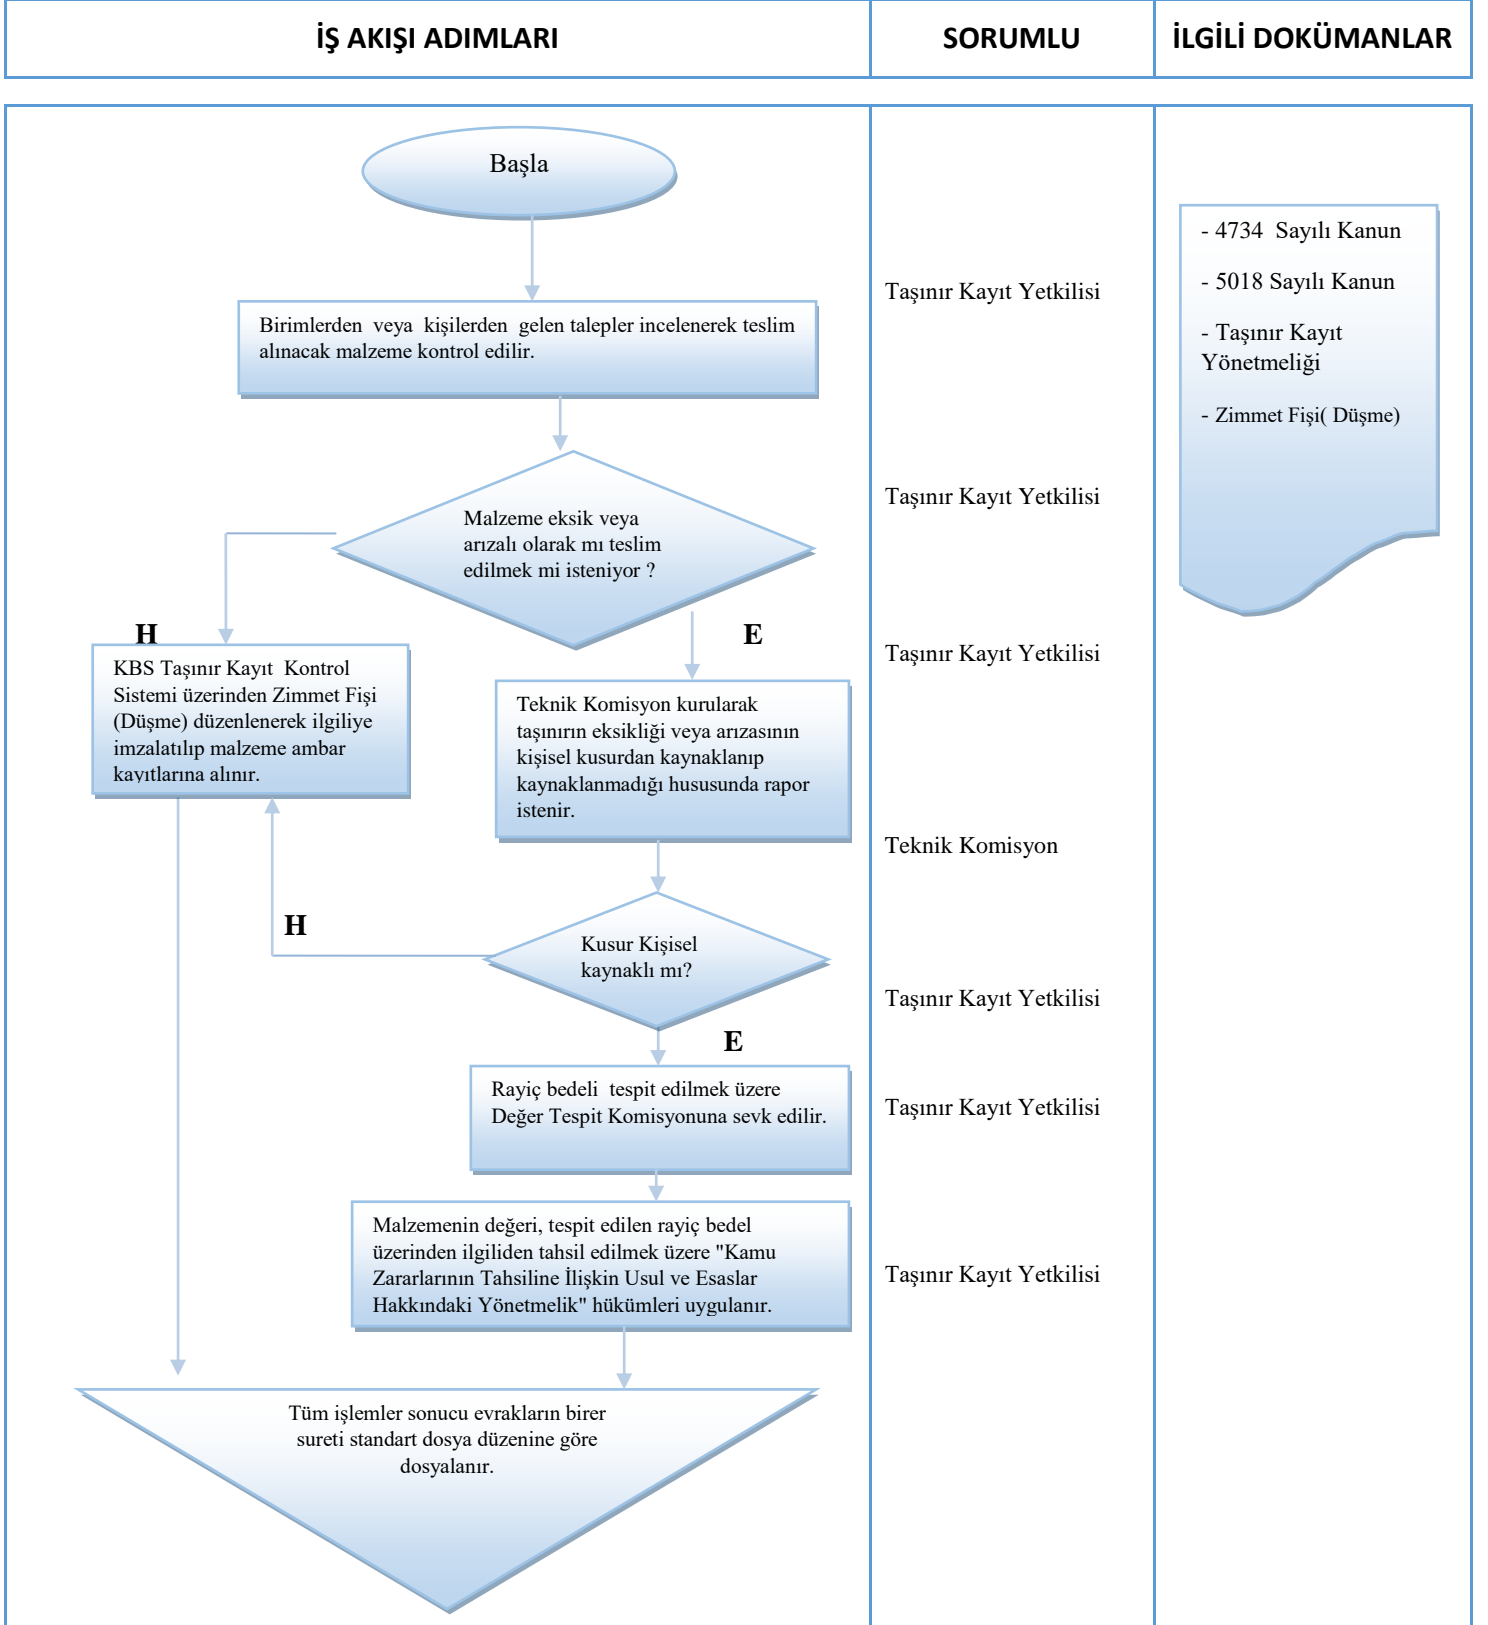 İŞ AKIŞI ADIMLARI
SORUMLU
İLGİLİ DOKÜMANLAR
Başla
Birimlerden veya kişilerden gelen talepler incelenerek teslim
alınacak malzeme kontrol edilir.
Malzeme eksik veya
arızalı olarak mı teslim
edilmek mi isteniyor ?
H
E
KBS Taşınır Kayıt Kontrol
Sistemi üzerinden Zimmet Fişi
(Düşme) düzenlenerek ilgiliye
imzalatılıp malzeme ambar
kayıtlarına alınır.
Teknik Komisyon kurularak
taşınırın eksikliği veya arızasının
kişisel kusurdan kaynaklanıp
kaynaklanmadığı hususunda rapor
istenir.
H
Kusur Kişisel
kaynaklı mı?
E
Rayiç bedeli tespit edilmek üzere
Değer Tespit Komisyonuna sevk edilir.
Malzemenin değeri, tespit edilen rayiç bedel
üzerinden ilgiliden tahsil edilmek üzere "Kamu
Zararlarının Tahsiline İlişkin Usul ve Esaslar
Hakkındaki Yönetmelik" hükümleri uygulanır.
Tüm işlemler sonucu evrakların birer
sureti standart dosya düzenine göre
dosyalanır.
Taşınır Kayıt Yetkilisi
Taşınır Kayıt Yetkilisi
Taşınır Kayıt Yetkilisi
Teknik Komisyon
Taşınır Kayıt Yetkilisi
Taşınır Kayıt Yetkilisi
Taşınır Kayıt Yetkilisi
- 4734 Sayılı Kanun
- 5018 Sayılı Kanun
- Taşınır Kayıt
Yönetmeliği
- Zimmet Fişi( Düşme)